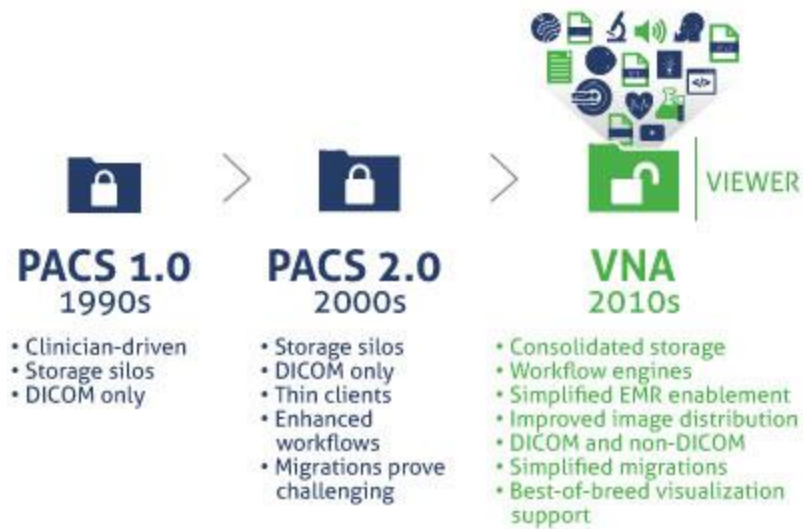 VIEWER
PACS 1.0
1990s
• Clinician-driven
• Storage silos
• DICOM only
PACS 2.0
2000s
• Storage silos
• DICOM only
• Thin clients
• Enhanced
workflows
• Migrations prove
challenging
VNA
2010s
• Consolidated storage
• Workflow engines
• Simplified EMR enablement
• Improved image distribution
• DICOM and non-DICOM
• Simplified migrations
• Best-of-breed visualization
support